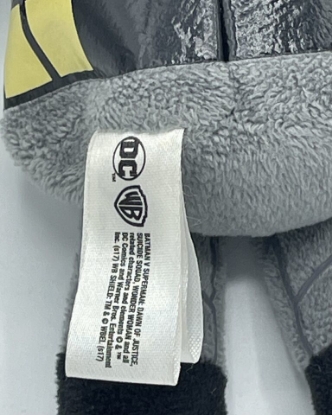 DC
WB
BATMAN V SUPERMAN: DAWN OF JUSTICE,
SUICIDE SQUAD, WONDER WOMAN and all
related characters and elements © & ™
DC Comics and Warner Bros. Entertainment
Inc. (s17) WB SHIELD: TM & ©
WBEI. (s17)